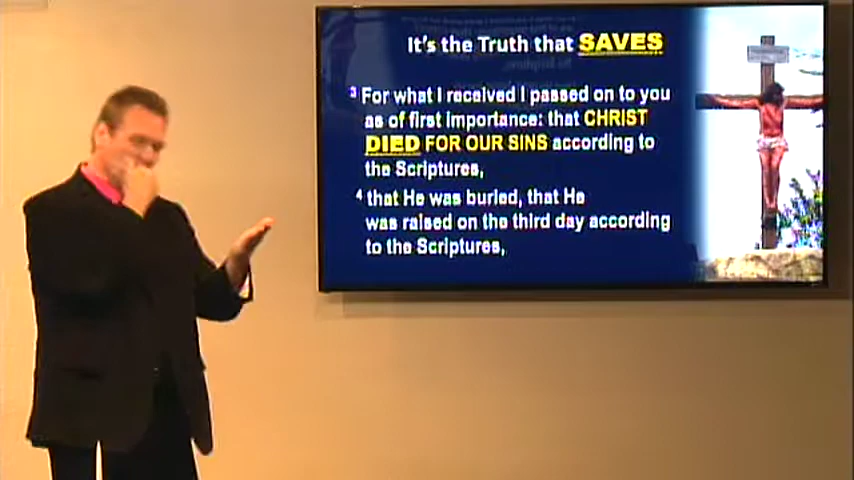 It's the Truth that SAVES
3 For what I received I passed on to you
as of first importance: that CHRIST
DIED FOR OUR SINS according to
the Scriptures,
4 that He was buried, that He
was raised on the third day according
to the Scriptures,